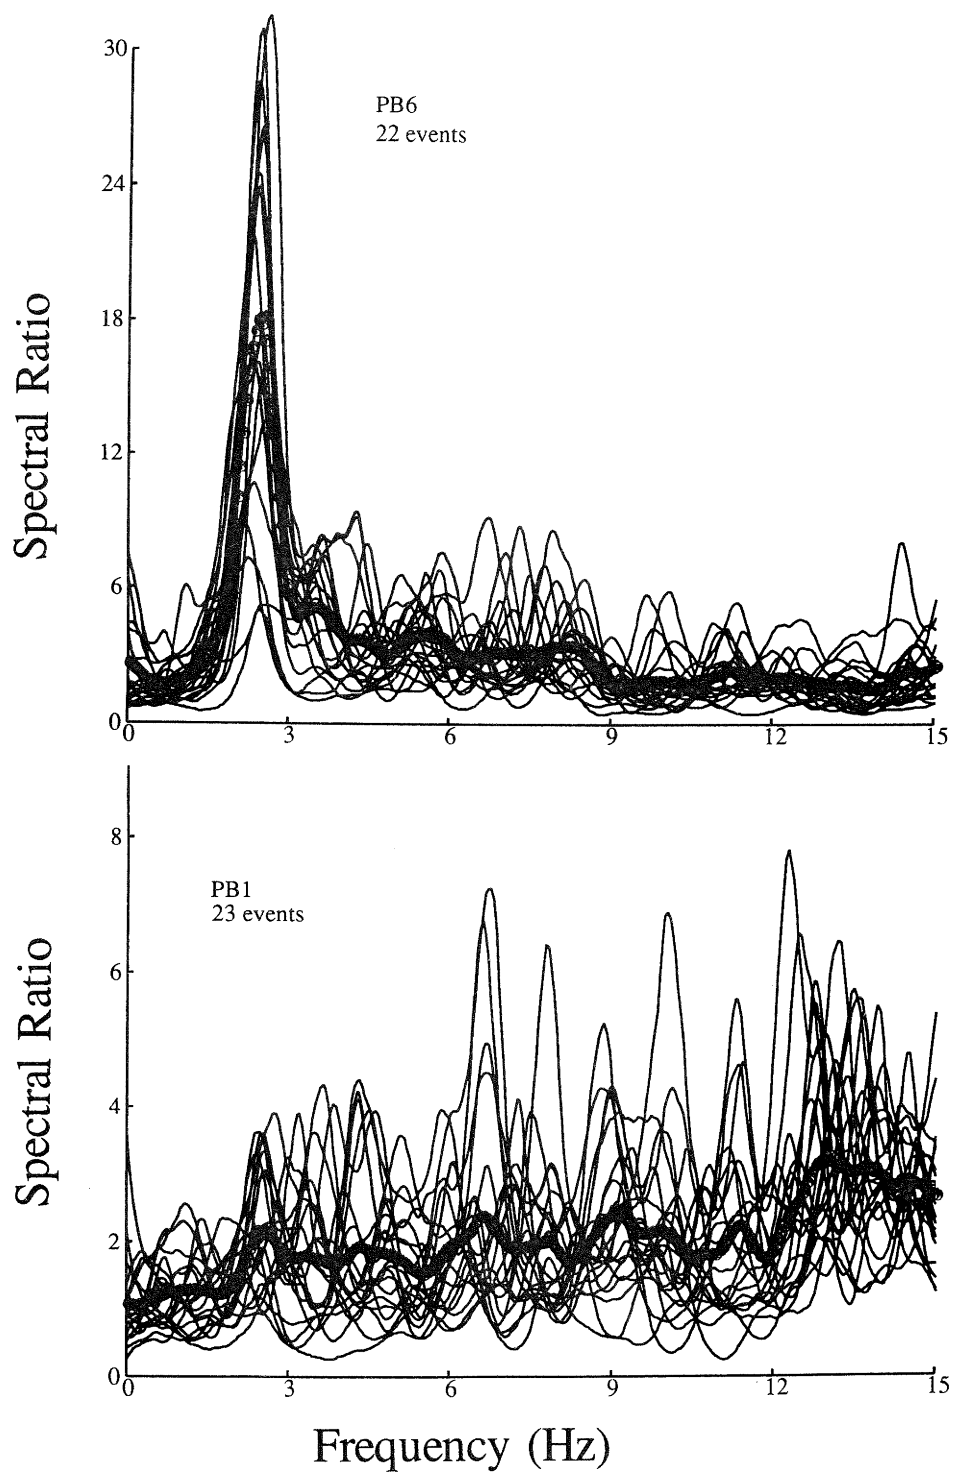 30
PB6
22 events
24
18
12
6
0
0 3 6 9 12 15
Spectral Ratio
8
PB1
23 events
6
4
2
0
0 3 6 9 12 15
Spectral Ratio
Frequency (Hz)